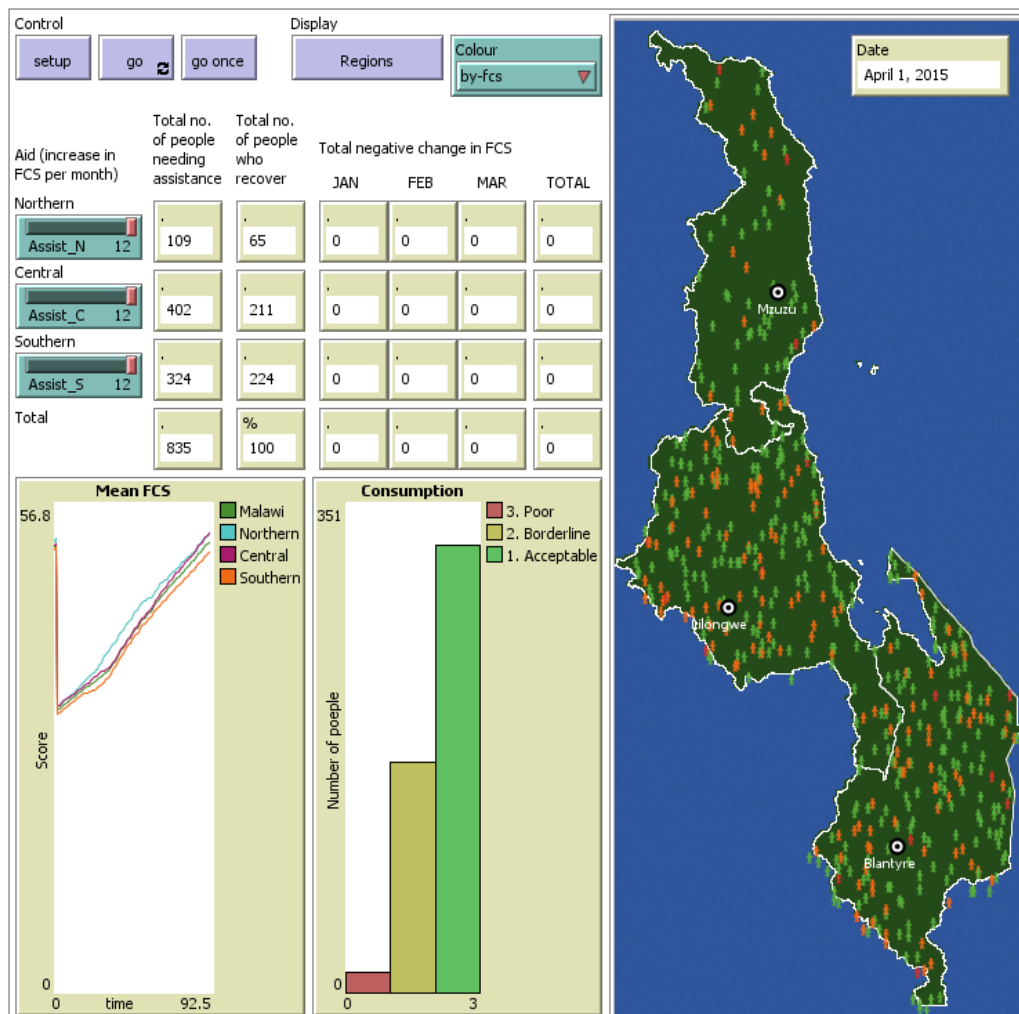 Control
setup
go
go once
Display
Regions
Colour
by-fcs
Date
April 1, 2015
Aid (increase in
FCS per month)
Total no.
of people
needing
assistance
Total no.
of people
who
recover
Total negative change in FCS
JAN
FEB
MAR
TOTAL
Northern
Assist_N 12
.
109
.
65
.
0
.
0
.
0
.
0
Central
Assist_C 12
.
402
.
211
.
0
.
0
.
0
.
0
Southern
Assist_S 12
.
324
.
224
.
0
.
0
.
0
.
0
Total
.
835
%
100
.
0
.
0
.
0
.
0
Mean FCS
56.8
Score
0
0
time
92.5
Malawi
Northern
Central
Southern
Consumption
351
Number of poeple
0
0
3
3. Poor
2. Borderline
1. Acceptable
Mzuzu
Lilongwe
Blantyre